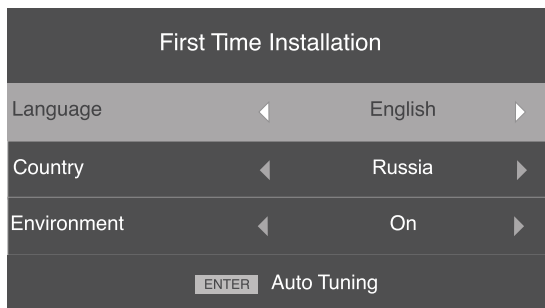 First Time Installation
Language English
Country Russia
Environment On
ENTER Auto Tuning